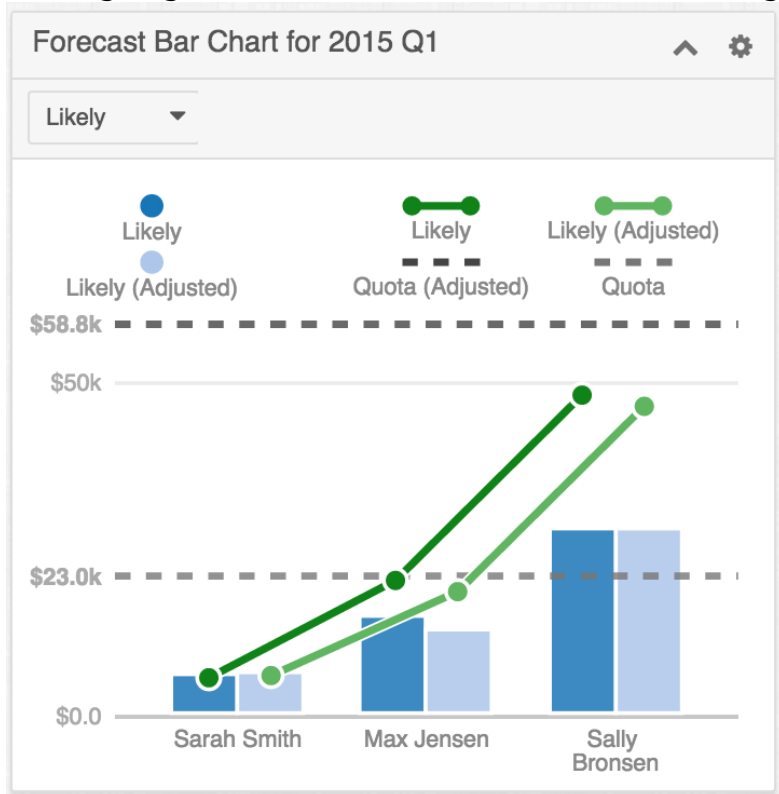 Forecast Bar Chart for 2015 Q1
Likely
Likely
Likely
Likely (Adjusted)
Likely (Adjusted)
Quota (Adjusted)
Quota
$58.8k
$50k
$23.0k
$0.0
Sarah Smith
Max Jensen
Sally
Bronsen